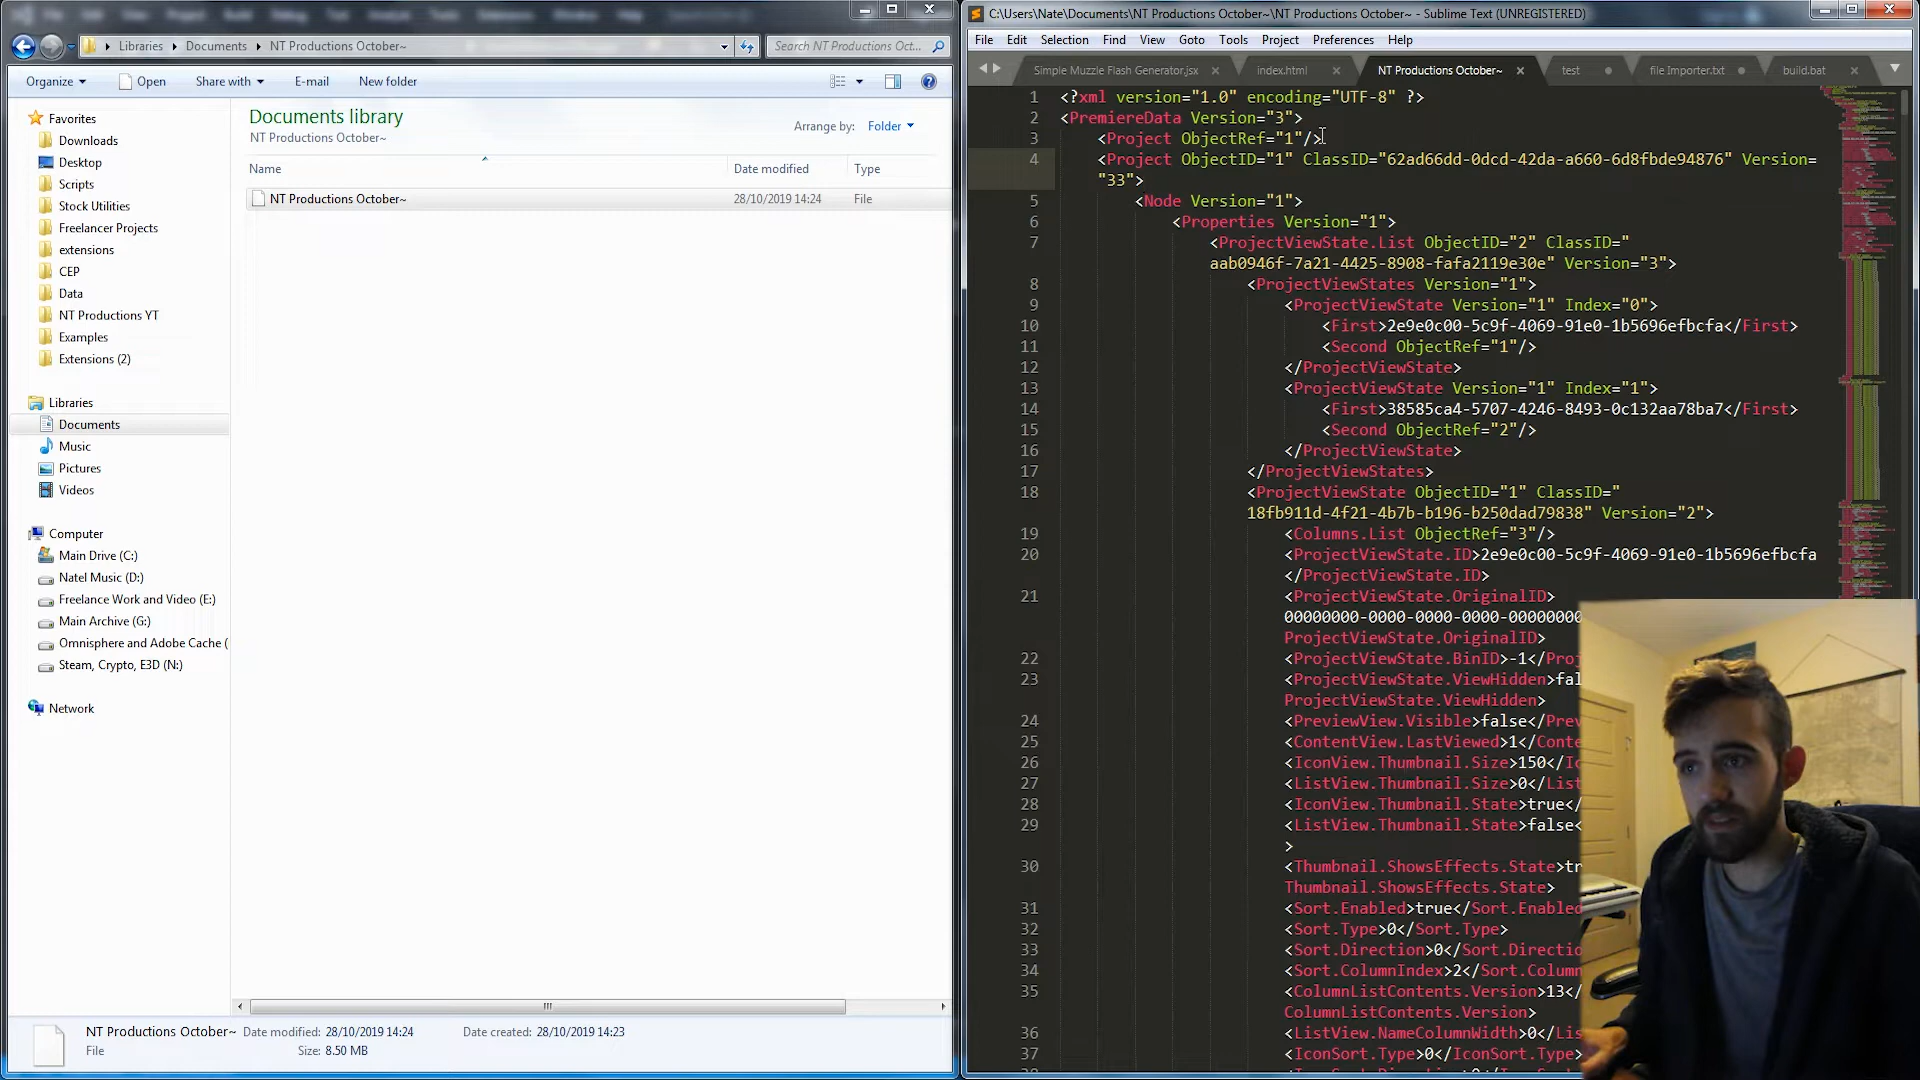 Libraries
Documents
NT Productions October~
Search NT Productions Oct...
Organize
Open
Share with
E-mail
New folder
Favorites
Downloads
Desktop
Scripts
Stock Utilities
Freelancer Projects
extensions
CEP
Data
NT Productions YT
Examples
Extensions (2)
Libraries
Documents
Music
Pictures
Videos
Computer
Main Drive (C:)
Natel Music (D:)
Freelance Work and Video (E:)
Main Archive (G:)
Omnisphere and Adobe Cache (
Steam, Crypto, E3D (N:)
Network
Documents library
NT Productions October~
Arrange by: Folder
Name
Date modified
Type
NT Productions October~
28/10/2019 14:24
File
NT Productions October~
Date modified: 28/10/2019 14:24
Date created: 28/10/2019 14:23
File
Size: 8.50 MB
C:\Users\Nate\Documents\NT Productions October~\NT Productions October~ - Sublime Text (UNREGISTERED)
File Edit Selection Find View Goto Tools Project Preferences Help
Simple Muzzle Flash Generator.jsx
index.html
NT Productions October~
test
file Importer.txt
build.bat
1 <?xml version="1.0" encoding="UTF-8" ?>
2 <PremiereData Version="3">
3 <Project ObjectRef="1"/>
4 <Project ObjectID="1" ClassID="62ad66dd-0dcd-42da-a660-6d8fbde94876" Version=
"33">
5 <Node Version="1">
6 <Properties Version="1">
7 <ProjectViewState.List ObjectID="2" ClassID="
aab0946f-7a21-4425-8908-fafa2119e30e" Version="3">
8 <ProjectViewStates Version="1">
9 <ProjectViewState Version="1" Index="0">
10 <First>2e9e0c00-5c9f-4069-91e0-1b5696efbcfa</First>
11 <Second ObjectRef="1"/>
12 </ProjectViewState>
13 <ProjectViewState Version="1" Index="1">
14 <First>38585ca4-5707-4246-8493-0c132aa78ba7</First>
15 <Second ObjectRef="2"/>
16 </ProjectViewState>
17 </ProjectViewStates>
18 <ProjectViewState ObjectID="1" ClassID="
18fb911d-4f21-4b7b-b196-b250dad79838" Version="2">
19 <Columns.List ObjectRef="3"/>
20 <ProjectViewState.ID>2e9e0c00-5c9f-4069-91e0-1b5696efbcfa
</ProjectViewState.ID>
21 <ProjectViewState.OriginalID>
00000000-0000-0000-0000-00000000
ProjectViewState.OriginalID>
22 <ProjectViewState.BinID>-1</Proj
23 <ProjectViewState.ViewHidden>fal
ProjectViewState.ViewHidden>
24 <PreviewView.Visible>false</Prev
25 <ContentView.LastViewed>1</Conte
26 <IconView.Thumbnail.Size>150</Ic
27 <ListView.Thumbnail.Size>0</List
28 <IconView.Thumbnail.State>true</
29 <ListView.Thumbnail.State>false<
>
30 <Thumbnail.ShowsEffects.State>tr
Thumbnail.ShowsEffects.State>
31 <Sort.Enabled>true</Sort.Enabled
32 <Sort.Type>0</Sort.Type>
33 <Sort.Direction>0</Sort.Directio
34 <Sort.ColumnIndex>2</Sort.Column
35 <ColumnListContents.Version>13</
ColumnListContents.Version>
36 <ListView.NameColumnWidth>0</Lis
37 <IconSort.Type>0</IconSort.Type>